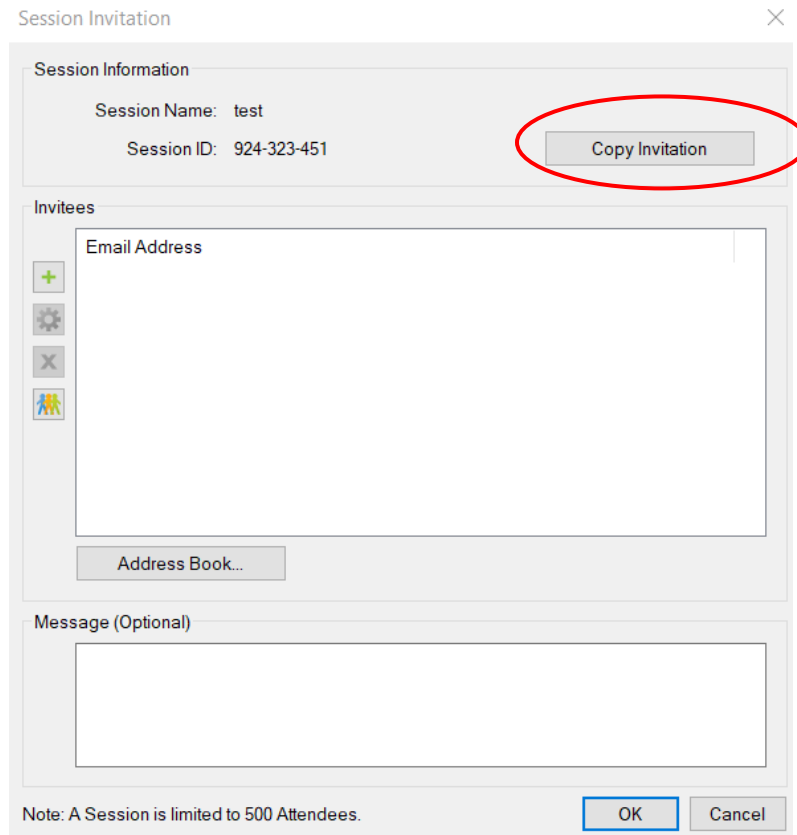 Session Invitation
Session Information
Session Name: test
Session ID: 924-323-451
Copy Invitation
Invitees
Email Address
Address Book...
Message (Optional)
Note: A Session is limited to 500 Attendees.
OK
Cancel